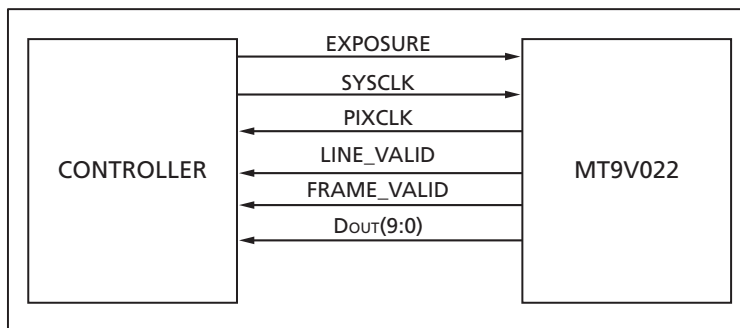 EXPOSURE
SYSCLK
PIXCLK
LINE_VALID
CONTROLLER
MT9V022
FRAME_VALID
DOUT(9:0)